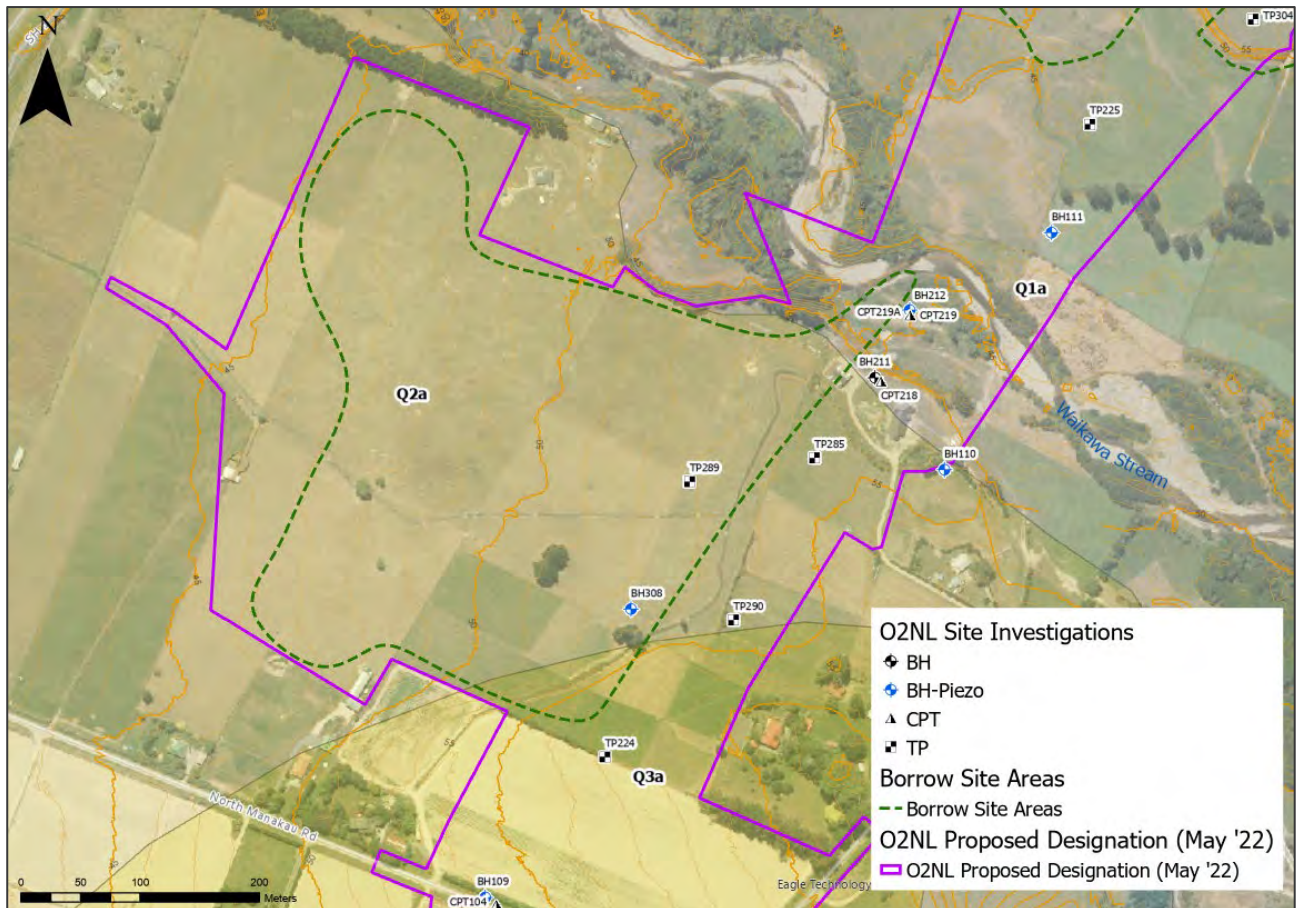 N
SH
TP304
TP225
BH111
Q1a
BH212
CPT219A
CPT219
BH211
CPT218
Q2a
TP285
BH110
TP289
Waikawa Stream
BH308
TP290
TP224
Q3a
North Manakau Rd
BH109
CPT104
45
50
55
O2NL Site Investigations
BH
BH-Piezo
CPT
TP
Borrow Site Areas
Borrow Site Areas
O2NL Proposed Designation (May '22)
O2NL Proposed Designation (May '22)
0 50 100 200
Meters
Eagle Technology